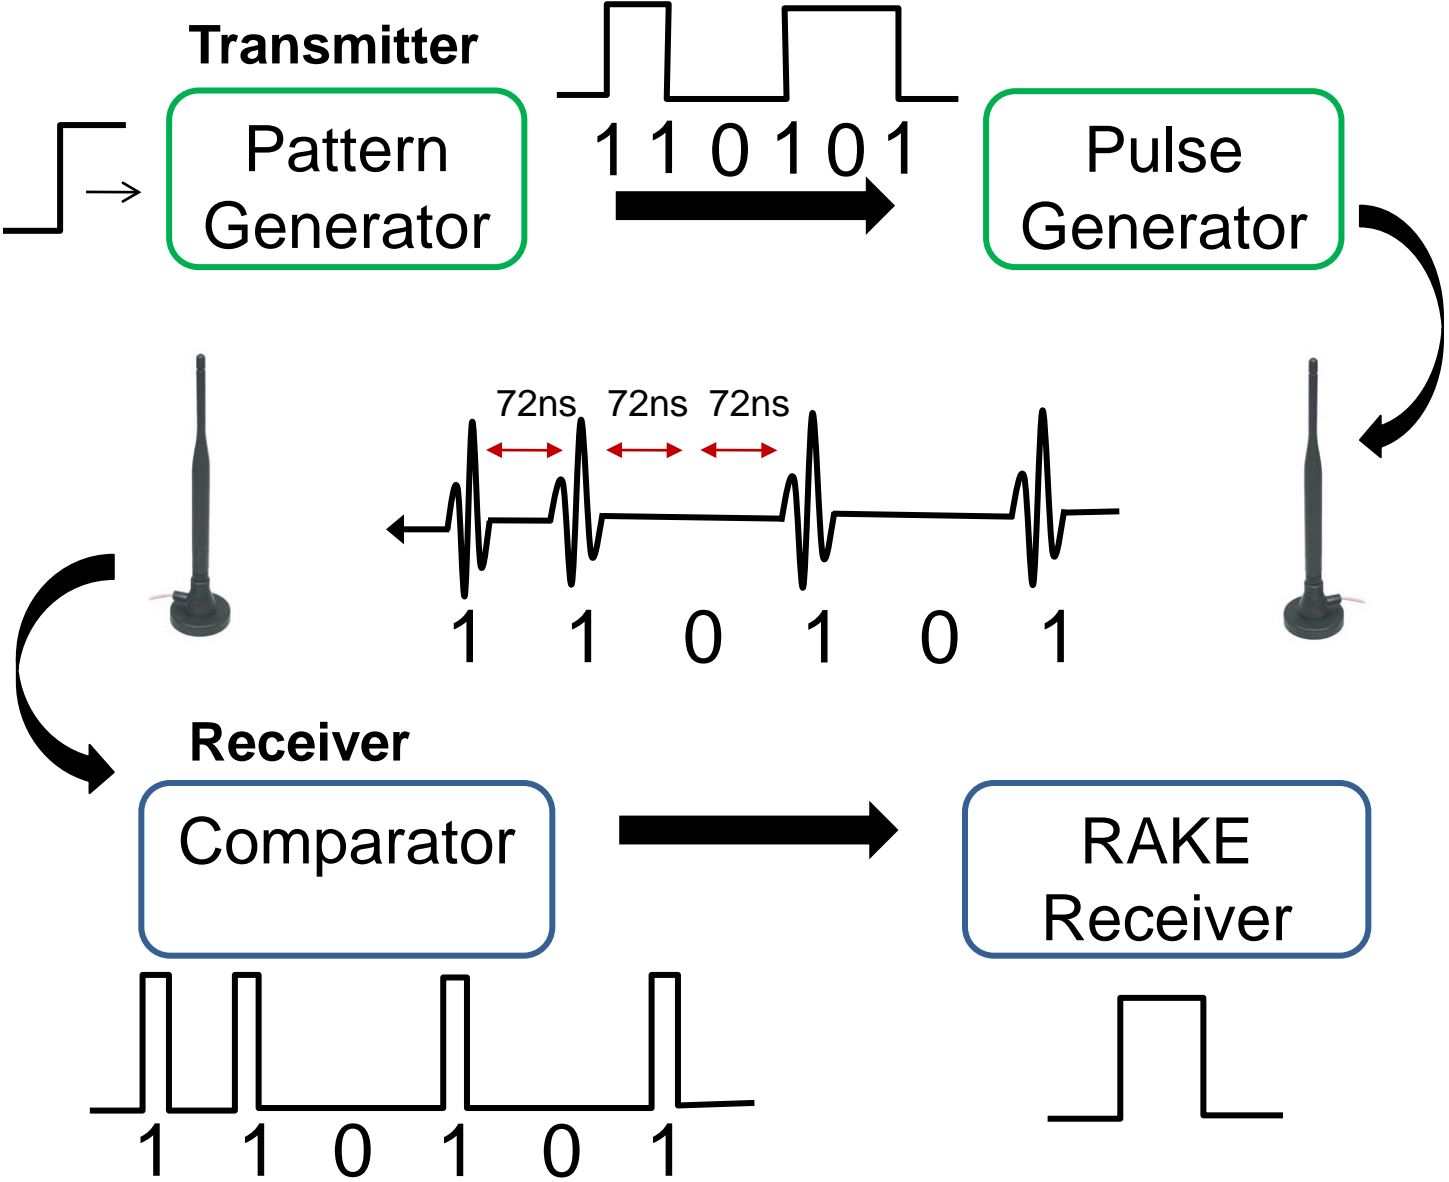 Transmitter
Pattern
Generator
1 1 0 1 0 1
Pulse
Generator
72ns 72ns 72ns
1 1 0 1 0 1
Receiver
Comparator
RAKE
Receiver
1 1 0 1 0 1